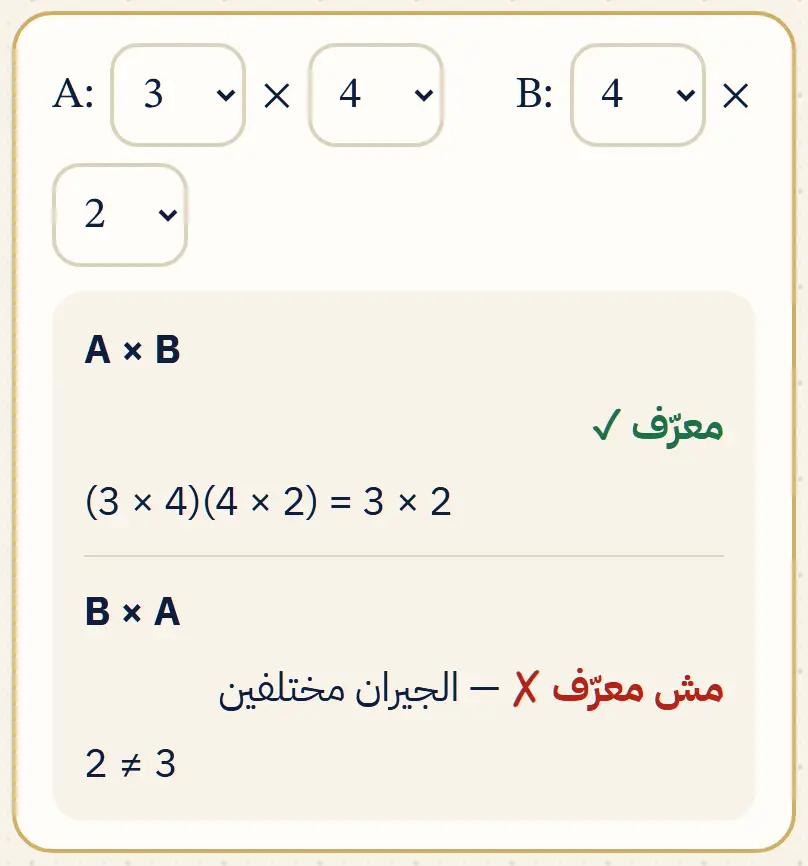 A: 3 × 4 B: 4 ×
2
A × B
معرّف ✓
(3 × 4)(4 × 2) = 3 × 2
B × A
مش معرّف ✗ — الجيران مختلفين
2 ≠ 3